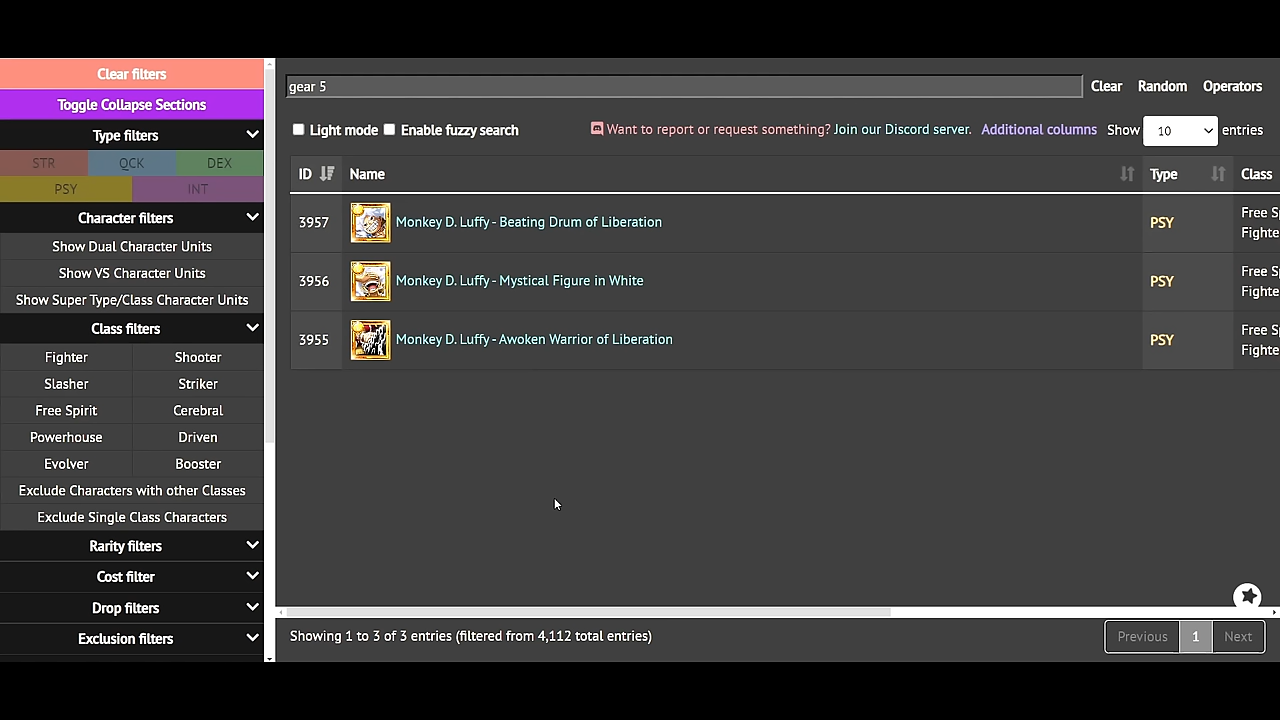 Clear filters
Toggle Collapse Sections
Type filters
STR QCK DEX
PSY INT
Character filters
Show Dual Character Units
Show VS Character Units
Show Super Type/Class Character Units
Class filters
Fighter Shooter
Slasher Striker
Free Spirit Cerebral
Powerhouse Driven
Evolver Booster
Exclude Characters with other Classes
Exclude Single Class Characters
Rarity filters
Cost filter
Drop filters
Exclusion filters
gear 5 Clear Random Operators
Light mode Enable fuzzy search Want to report or request something? Join our Discord server. Additional columns Show 10 entries
ID Name Type Class
3957 Monkey D. Luffy - Beating Drum of Liberation PSY Free S
Fighte
3956 Monkey D. Luffy - Mystical Figure in White PSY Free S
Fighte
3955 Monkey D. Luffy - Awoken Warrior of Liberation PSY Free S
Fighte
Showing 1 to 3 of 3 entries (filtered from 4,112 total entries) Previous 1 Next